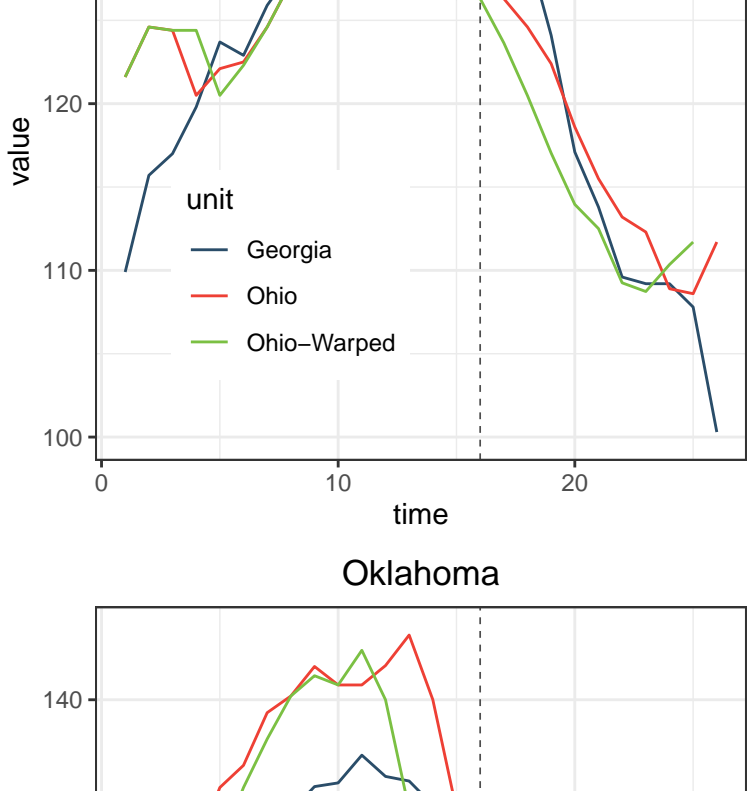 120
value
unit
Georgia
110
Ohio
Ohio−Warped
100
0 10 20
time
Oklahoma
140